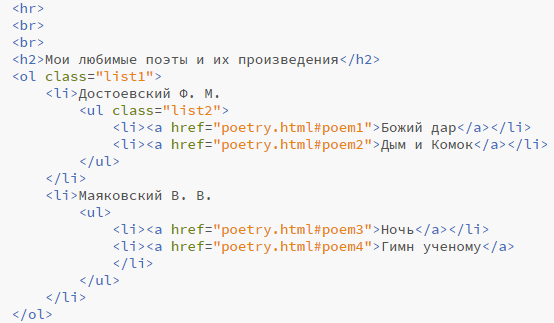 <hr>
<br>
<br>
<h2>Мои любимые поэты и их произведения</h2>
<ol class="list1">
    <li>Достоевский Ф. М.
        <ul class="list2">
            <li><a href="poetry.html#poem1">Божий дар</a></li>
            <li><a href="poetry.html#poem2">Дым и Комок</a></li>
        </ul>
    </li>
    <li>Маяковский В. В.
        <ul>
            <li><a href="poetry.html#poem3">Ночь</a></li>
            <li><a href="poetry.html#poem4">Гимн ученому</a>
            </li>
        </ul>
    </li>
</ol>